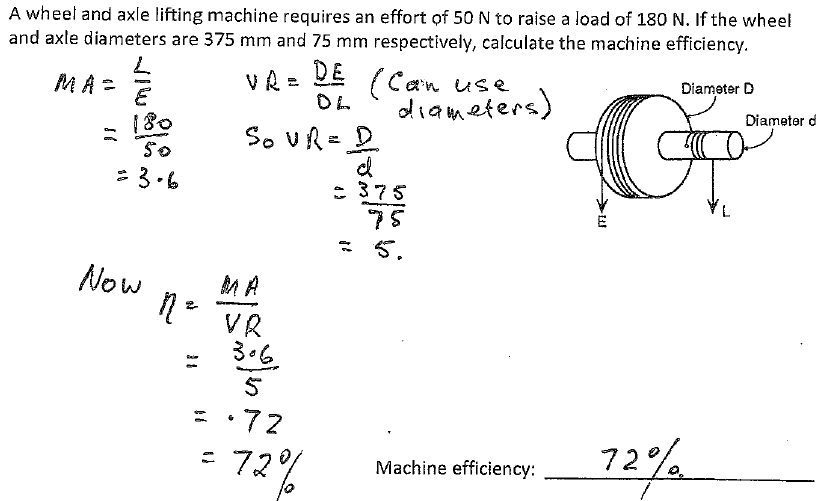 A wheel and axle lifting machine requires an effort of 50 N to raise a load of 180 N. If the wheel
and axle diameters are 375 mm and 75 mm respectively, calculate the machine efficiency.
MA = L/E
= 180/50
= 3.6
VR = DE/DL (Can use diameters)
So VR = D/d
= 375/75
= 5.
Diameter D
Diameter d
E
L
Now η = MA/VR
= 3.6/5
= .72
= 72%
Machine efficiency: 72%.